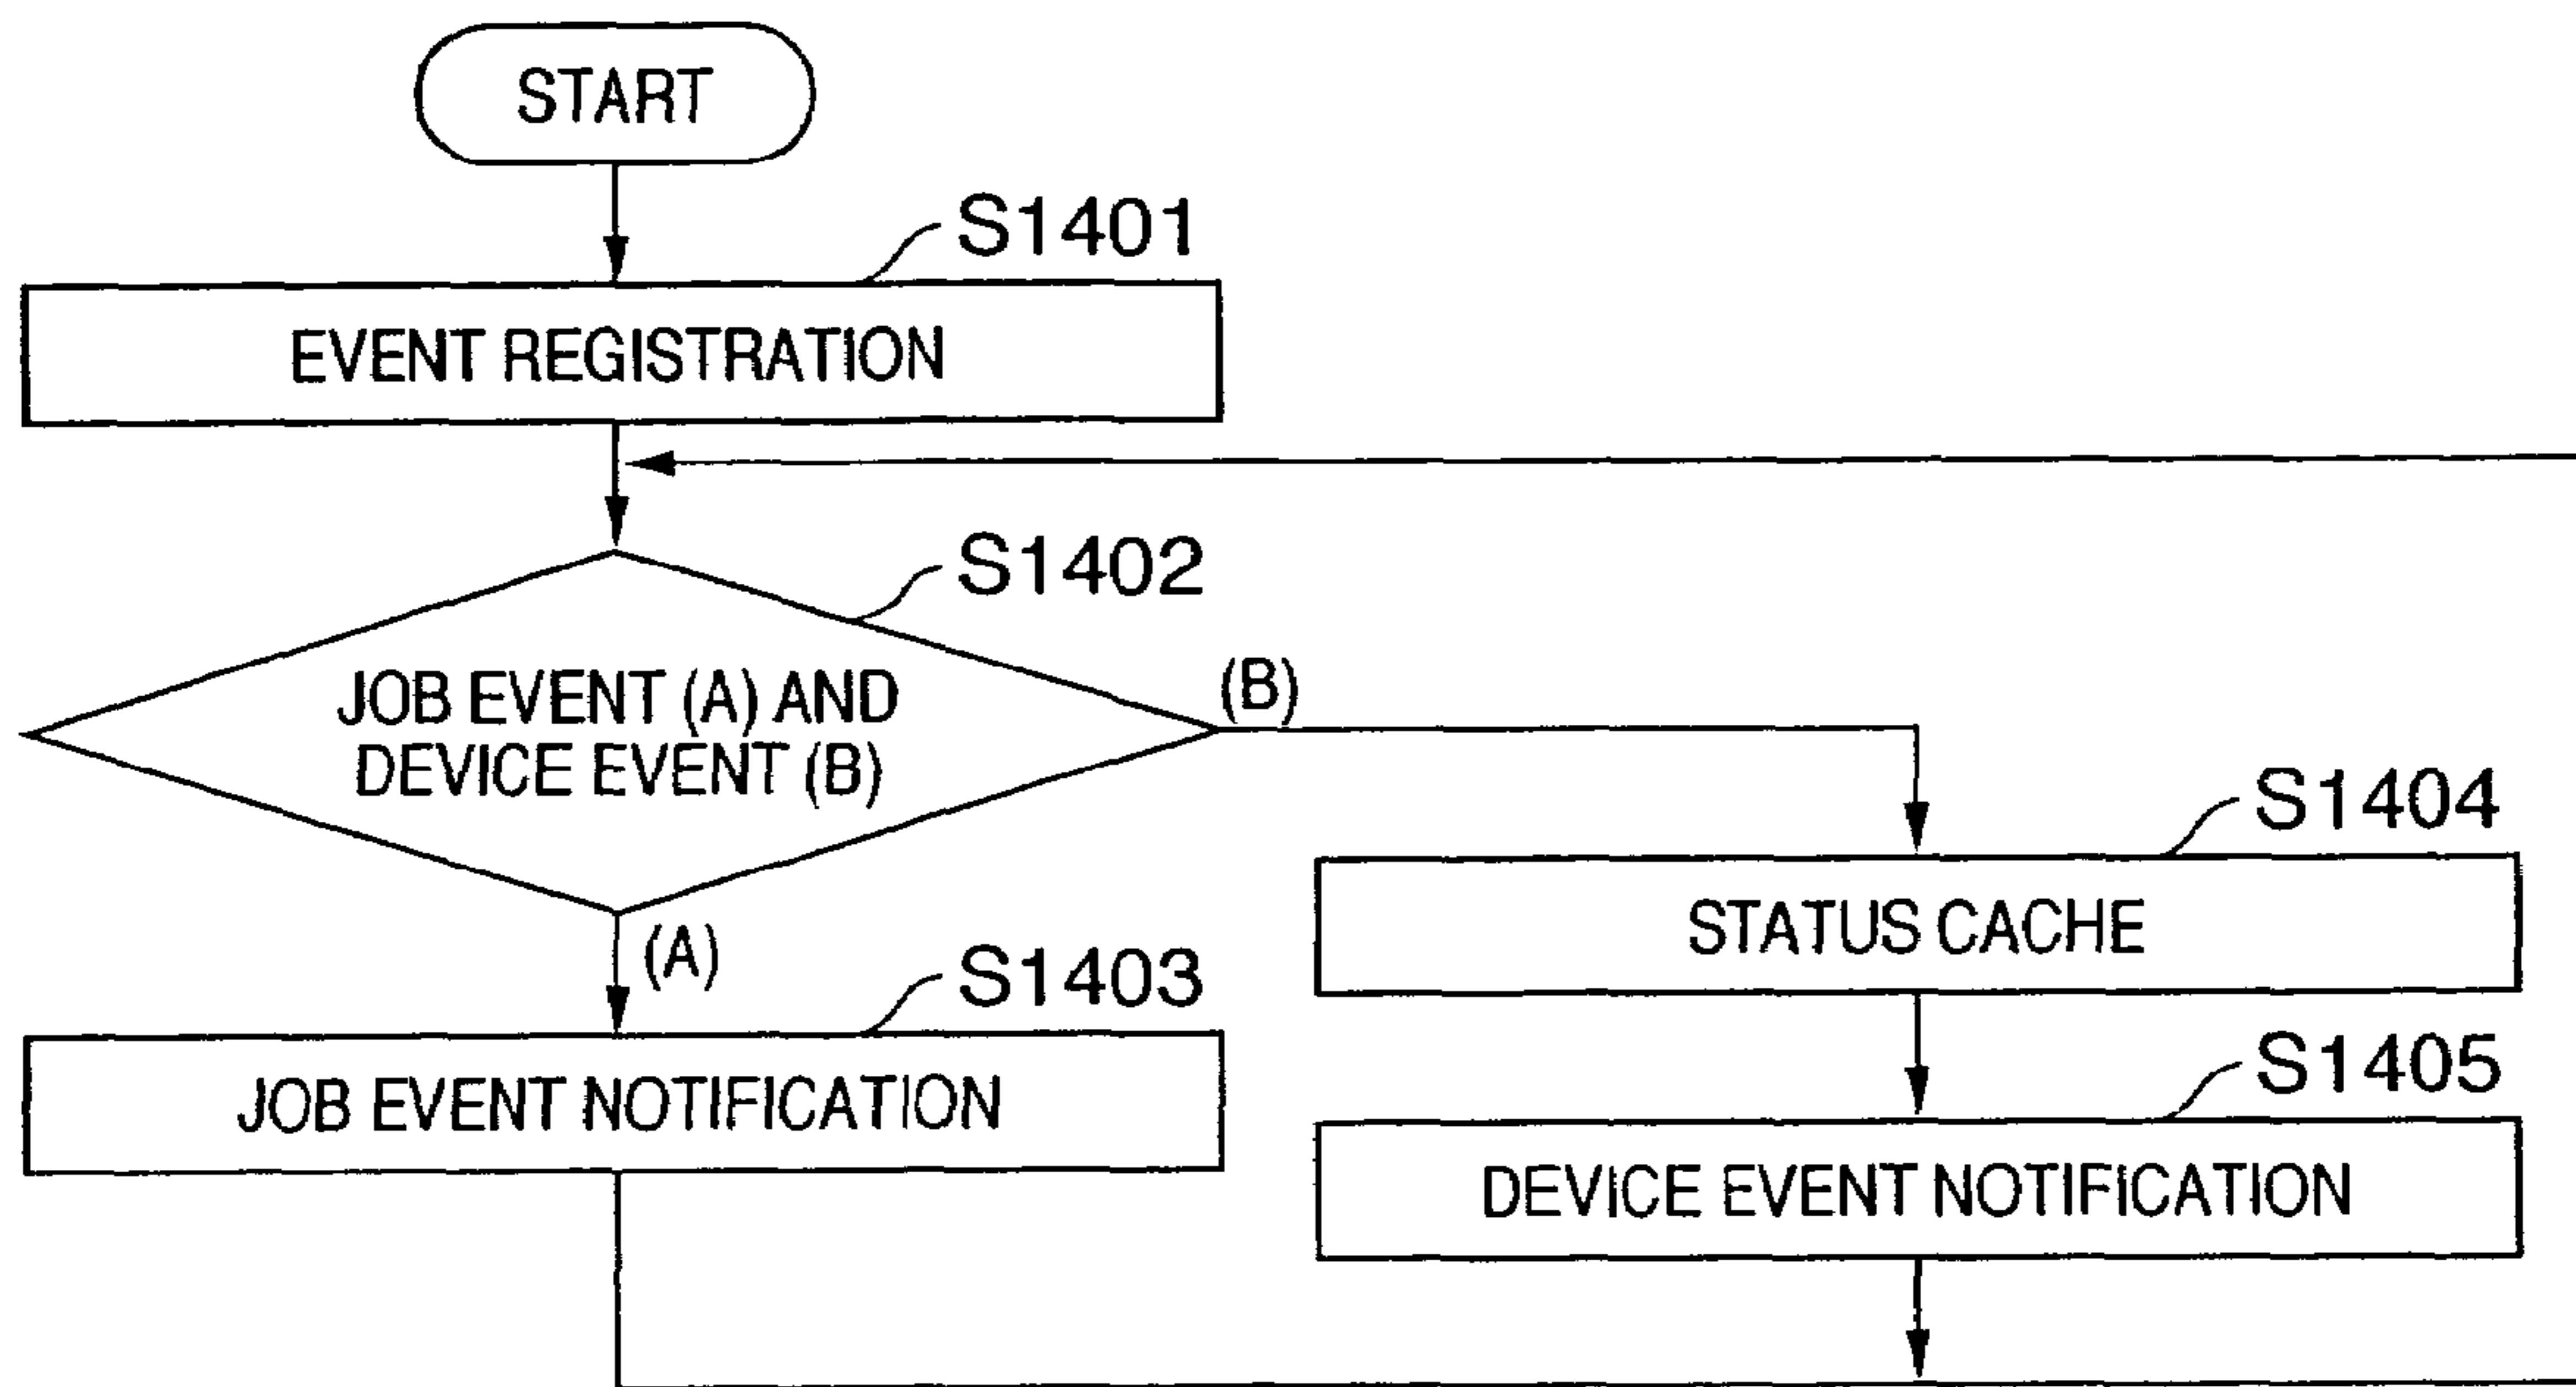 START
S1401
EVENT REGISTRATION
S1402
JOB EVENT (A) AND
DEVICE EVENT (B)
(B)
(A)
S1403
JOB EVENT NOTIFICATION
S1404
STATUS CACHE
S1405
DEVICE EVENT NOTIFICATION